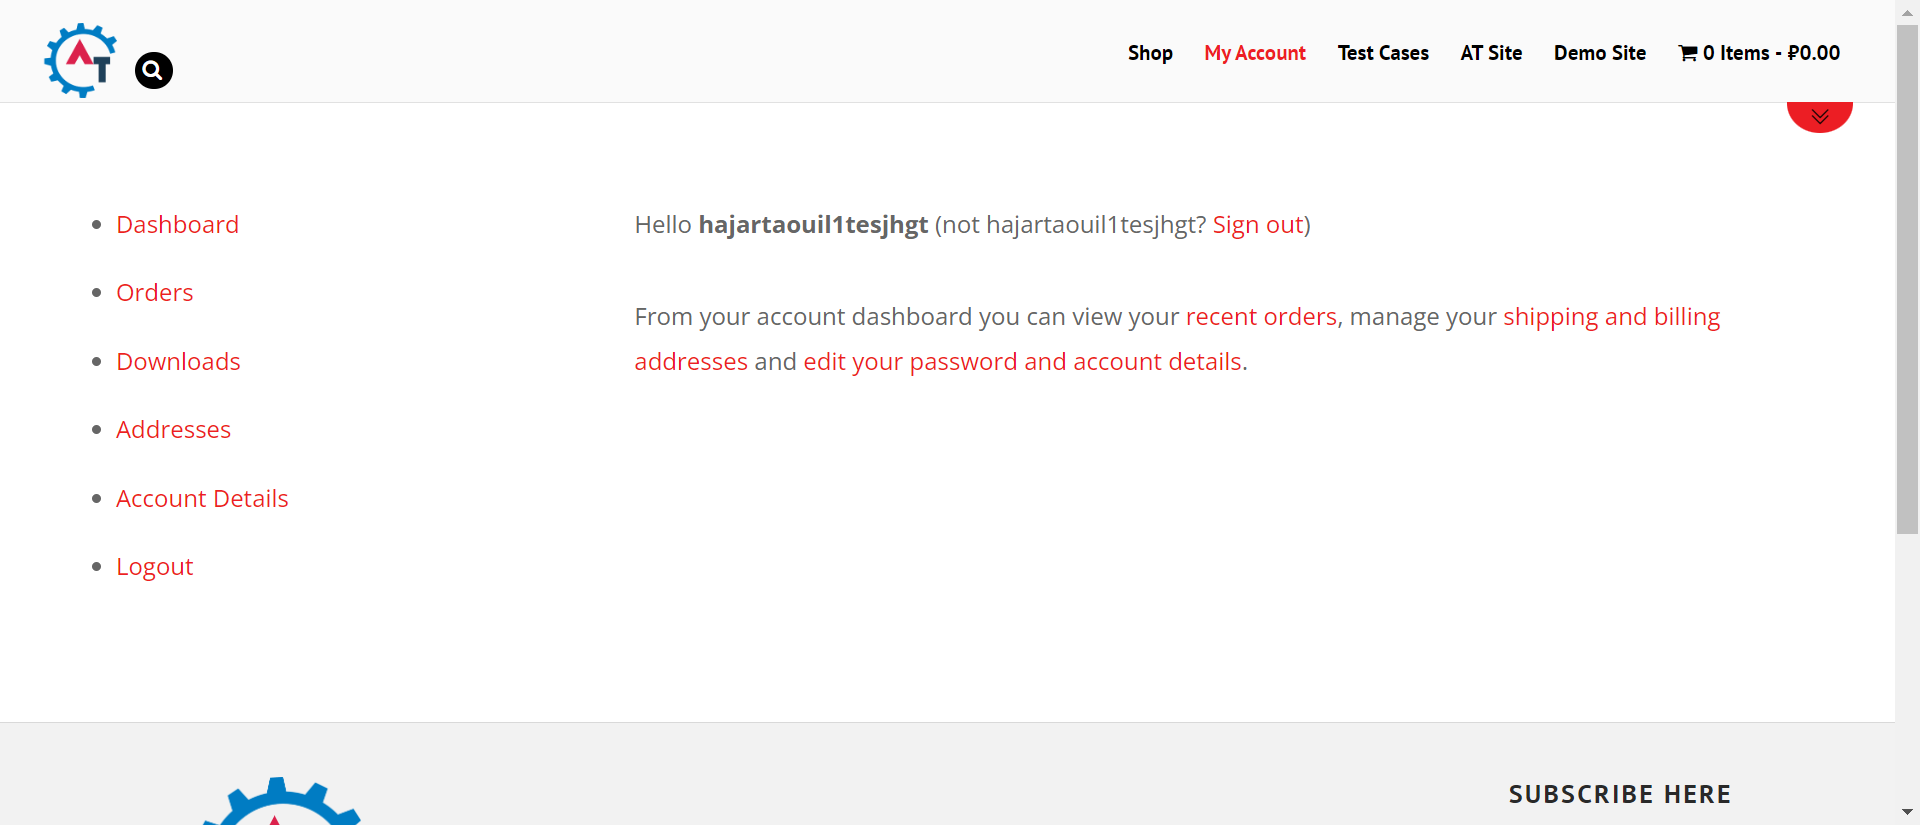 AT
Shop
My Account
Test Cases
AT Site
Demo Site
0 Items - ₽0.00
Dashboard
Orders
Downloads
Addresses
Account Details
Logout
Hello hajartaouil1tesjhgt (not hajartaouil1tesjhgt? Sign out)
From your account dashboard you can view your recent orders, manage your shipping and billing
addresses and edit your password and account details.
SUBSCRIBE HERE